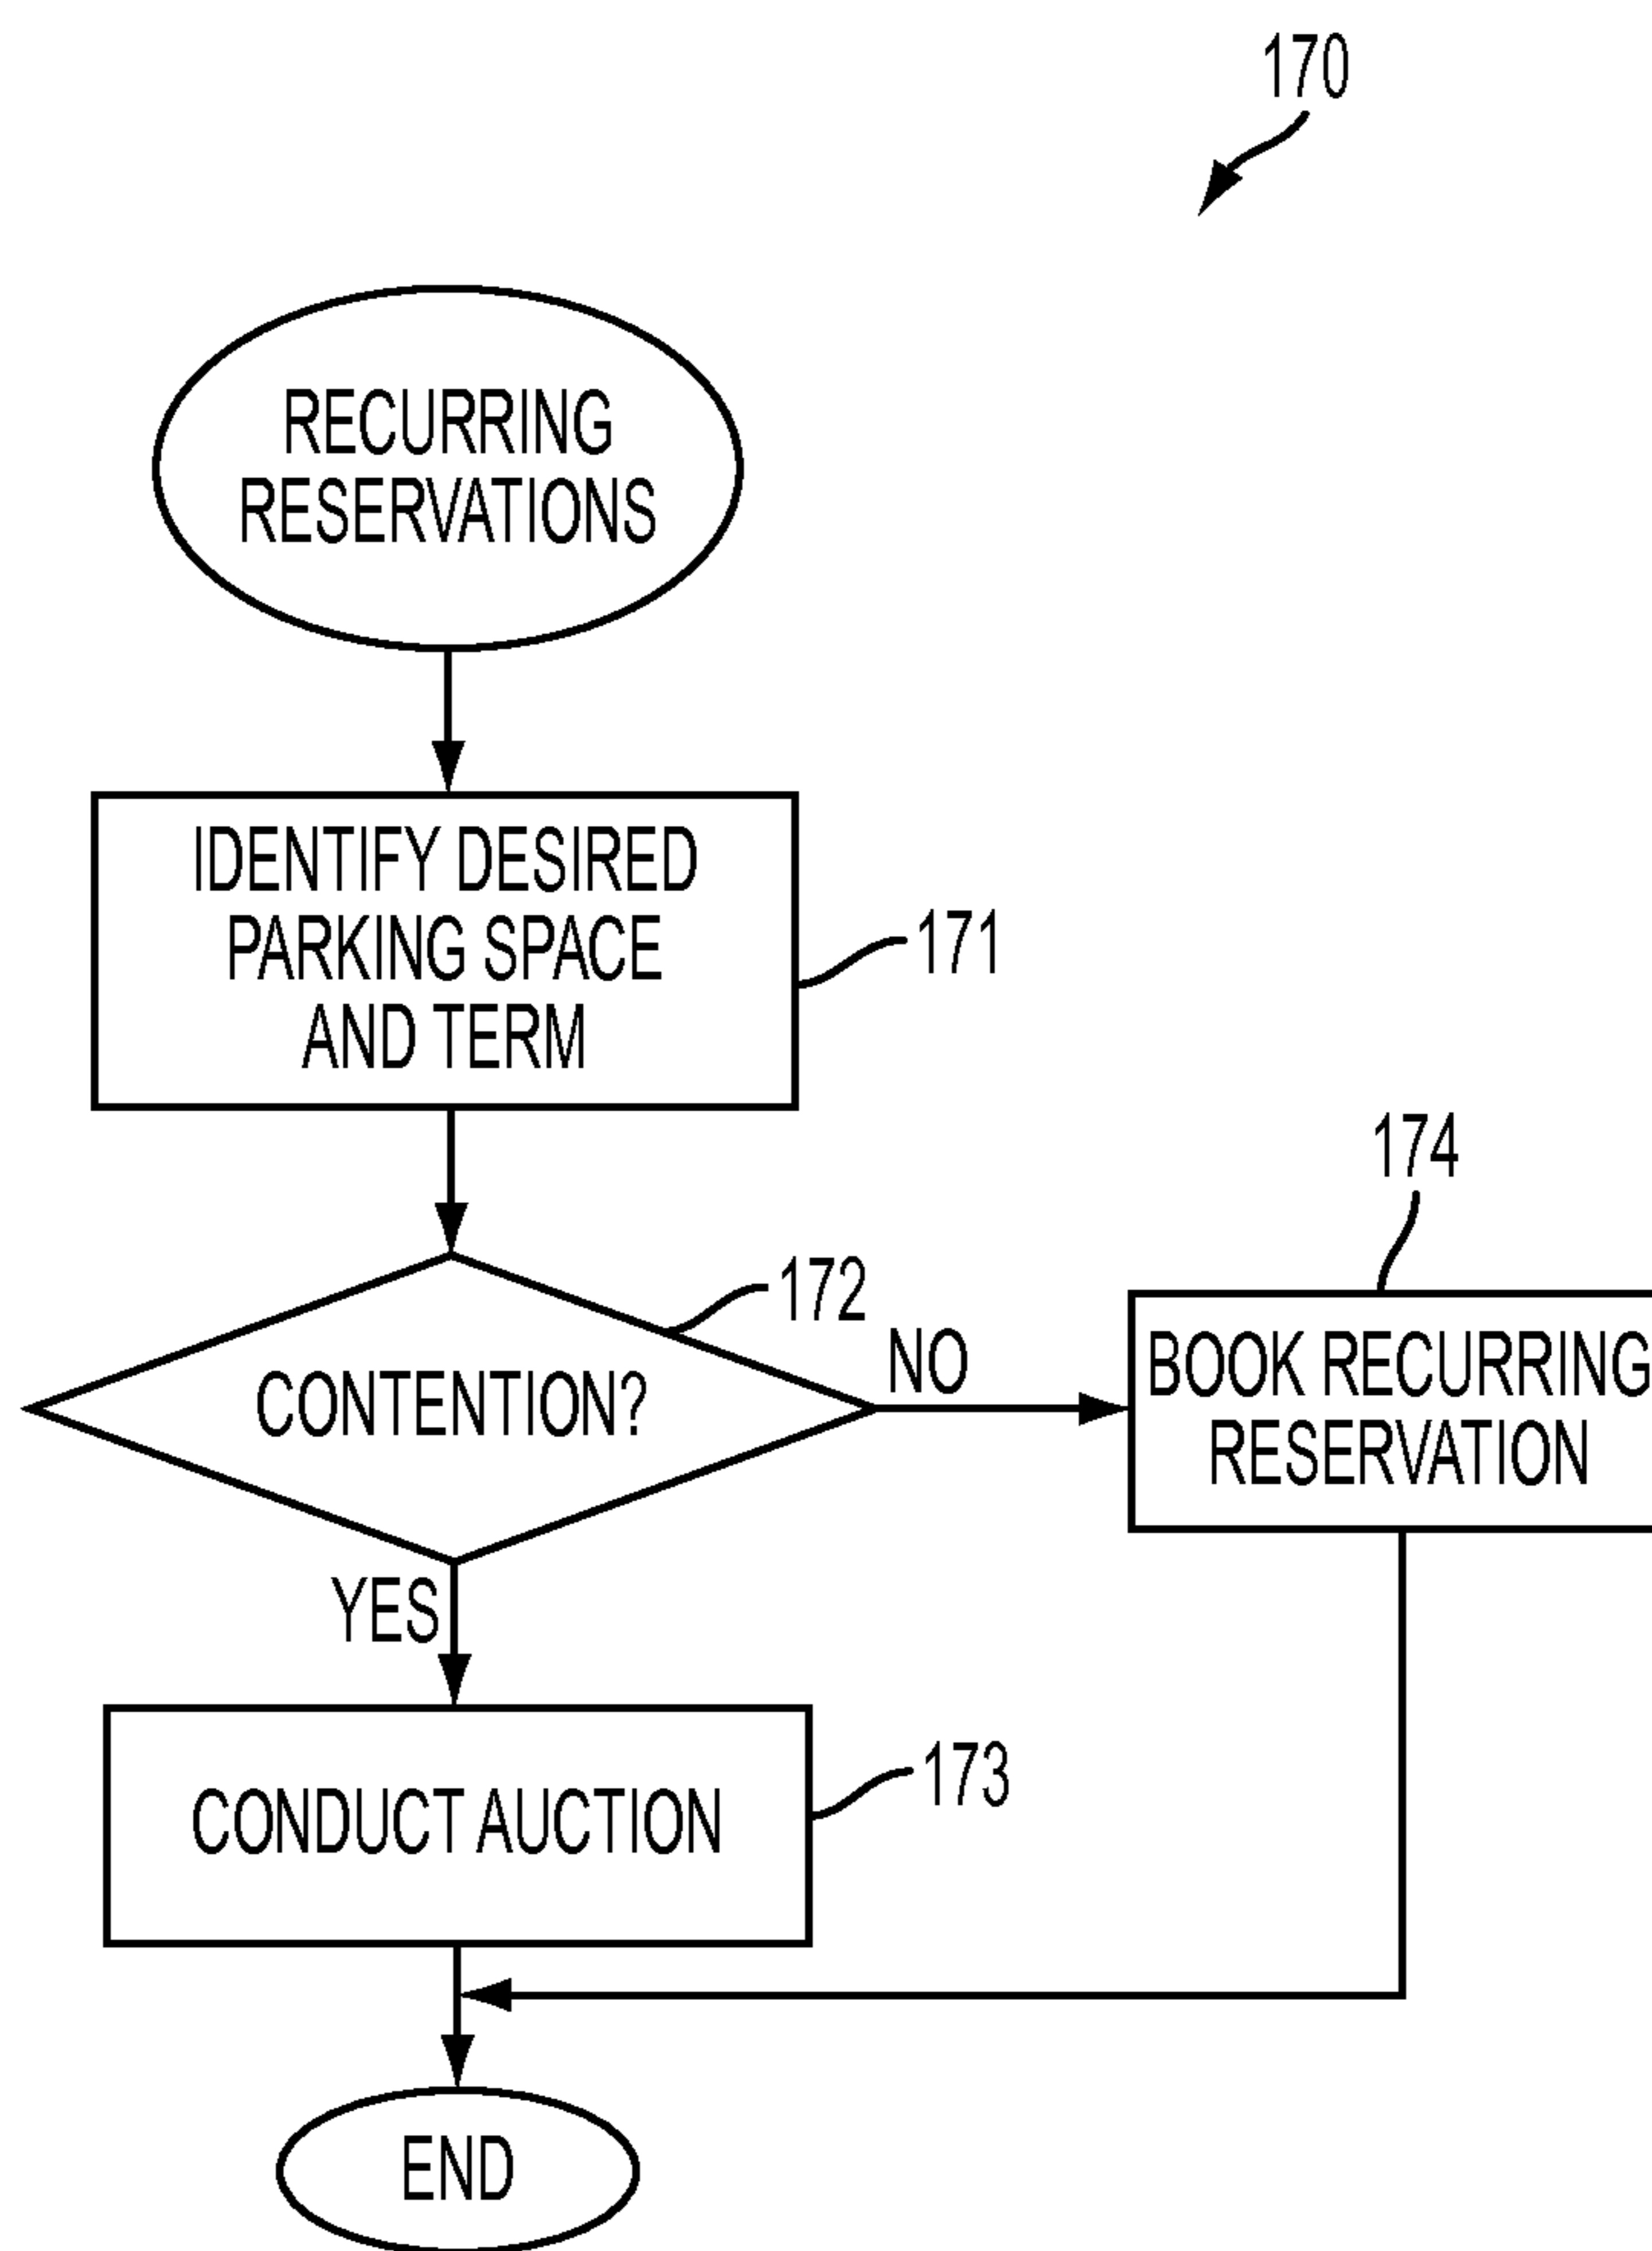 170
RECURRING
RESERVATIONS
IDENTIFY DESIRED
PARKING SPACE
AND TERM
171
172
CONTENTION?
NO
174
BOOK RECURRING
RESERVATION
YES
CONDUCT AUCTION
173
END